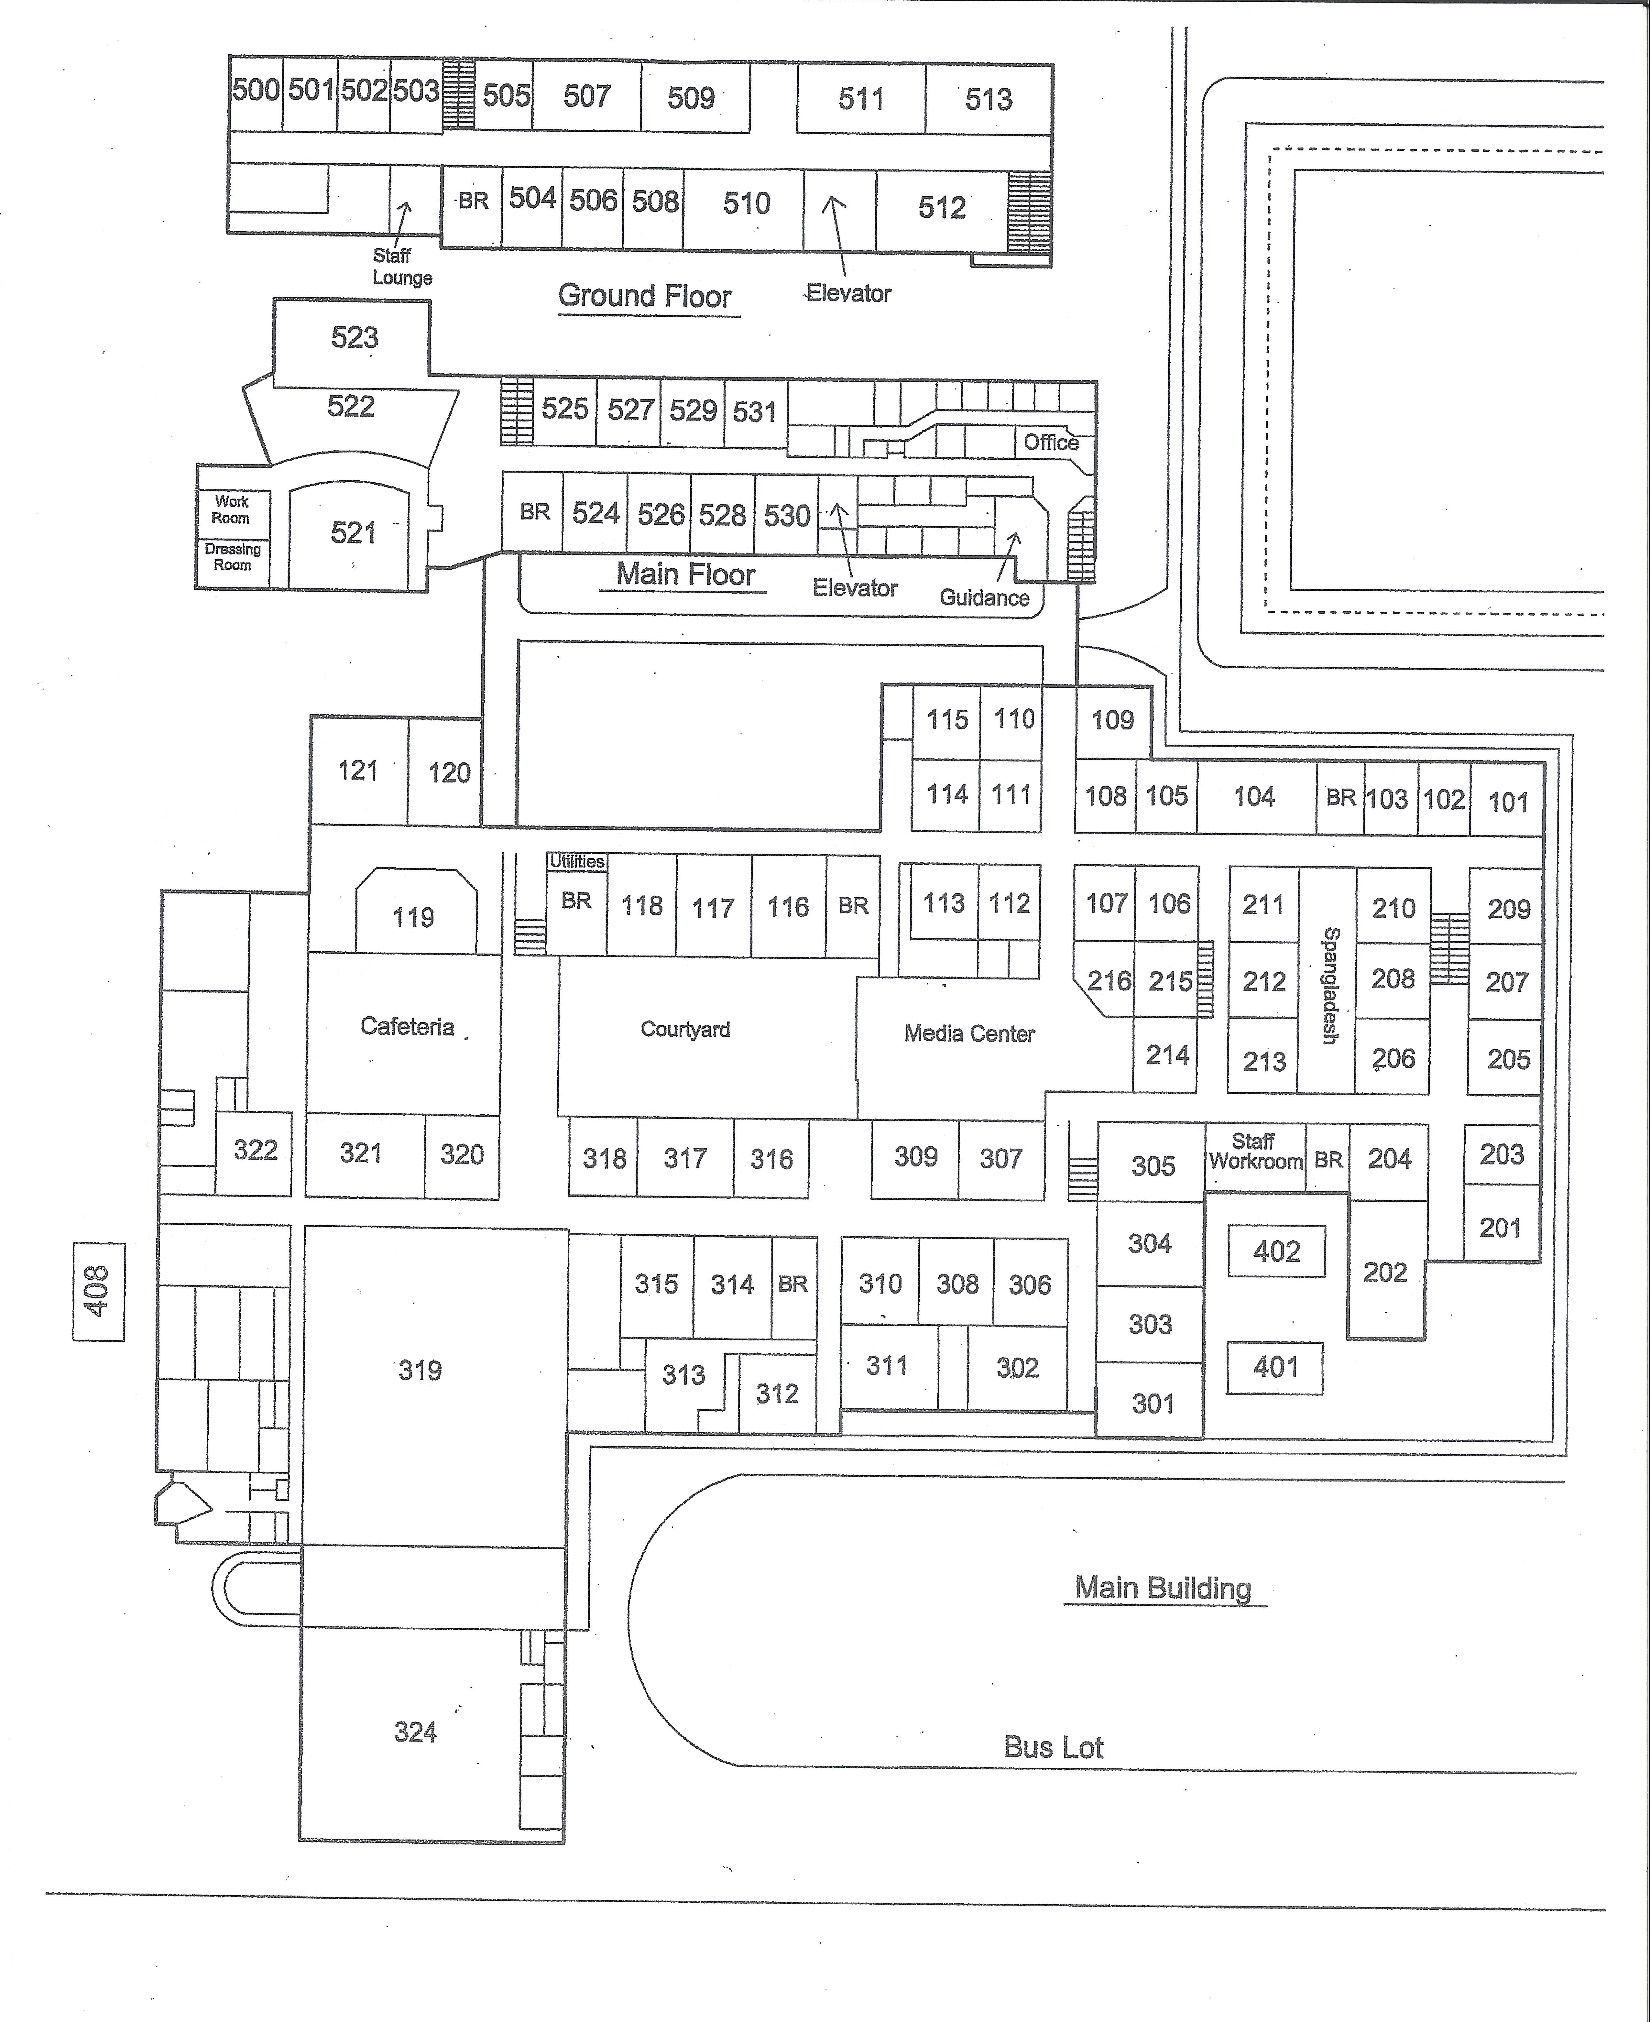 500 501 502 503 505 507 509 511 513
BR 504 506 508 510 512
Staff
Lounge
Ground Floor
Elevator
523
522
525 527 529 531
Office
Work
Room
Dressing
Room
521
BR 524 526 528 530
Main Floor
Elevator
Guidance
115 110 109
121 120
114 111 108 105 104 BR 103 102 101
Utilities
BR 118 117 116 BR
119
113 112 107 106 211 210 209
216 215 212 Spangladesh 208 207
Cafeteria
Courtyard
Media Center
214 213 206 205
322 321 320 318 317 316 309 307 305
Staff
Workroom
BR 204 203
201
304 402 202
408
315 314 BR 310 308 306
303
319
313 312 311 302 401
301
Main Building
324
Bus Lot